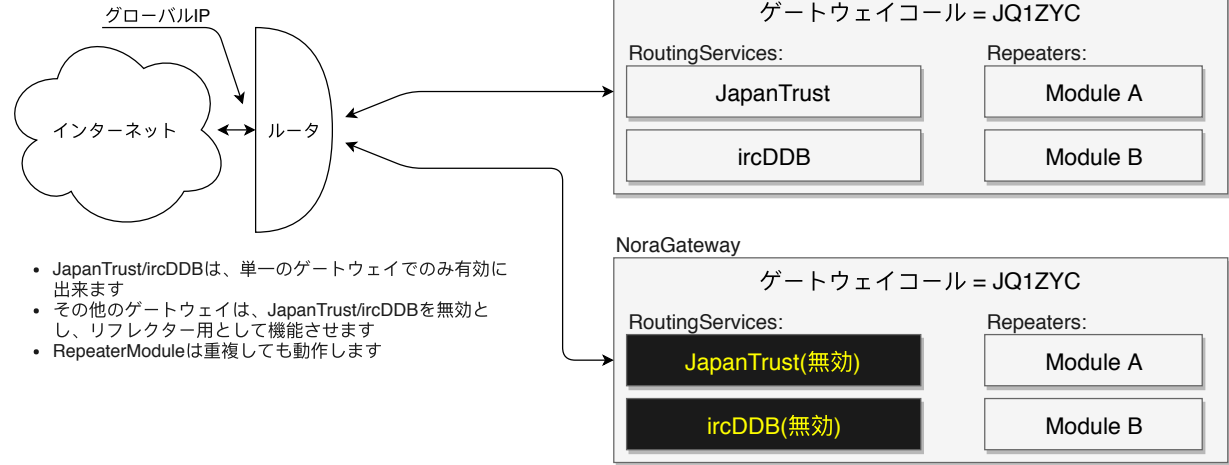 グローバルIP
インターネット
ルータ
ゲートウェイコール = JQ1ZYC
RoutingServices:
Repeaters:
JapanTrust
Module A
ircDDB
Module B
NoraGateway
ゲートウェイコール = JQ1ZYC
RoutingServices:
Repeaters:
JapanTrust(無効)
Module A
ircDDB(無効)
Module B
• JapanTrust/ircDDBは、単一のゲートウェイでのみ有効に
出来ます
• その他のゲートウェイは、JapanTrust/ircDDBを無効と
し、リフレクター用として機能させます
• RepeaterModuleは重複しても動作します